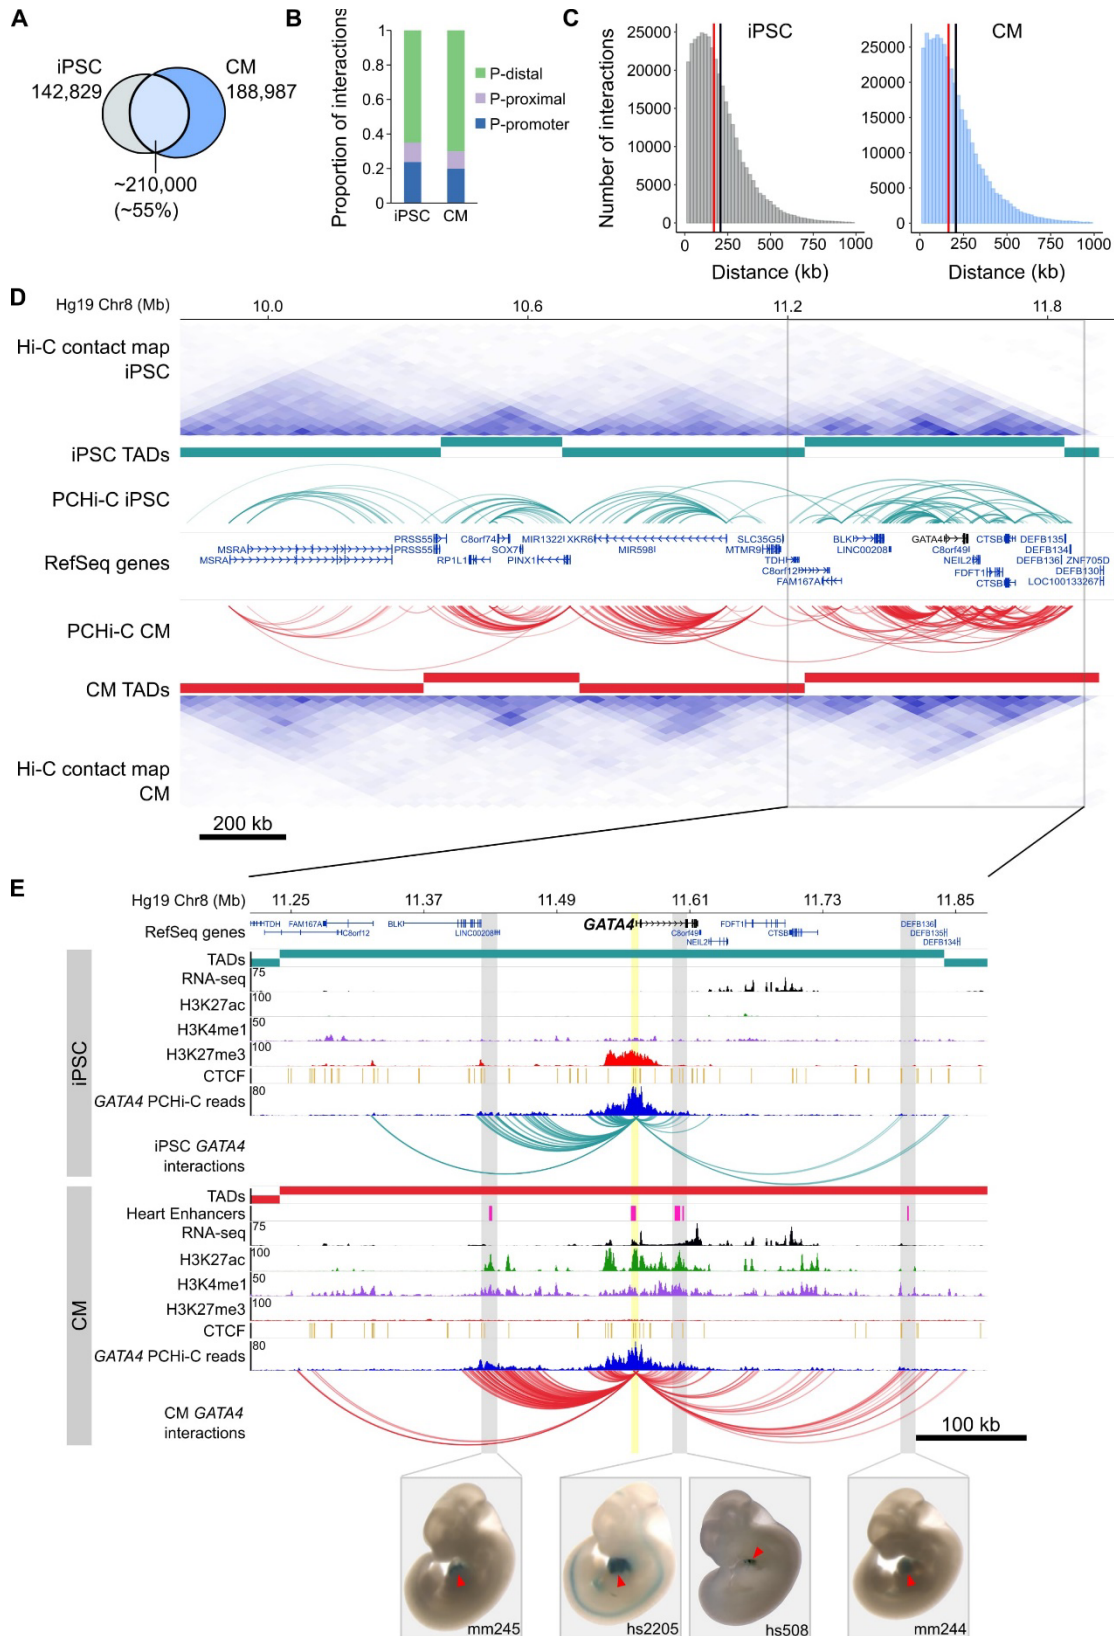 A
iPSC
142,829
CM
188,987
~210,000
(~55%)
B
Proportion of interactions
1
0.8
0.6
0.4
0.2
0
iPSC CM
P-distal
P-proximal
P-promoter
C
iPSC
Number of interactions
25000
20000
15000
10000
5000
0
0 250 500 750 1000
Distance (kb)
CM
25000
20000
15000
10000
5000
0
0 250 500 750 1000
Distance (kb)
D
Hg19 Chr8 (Mb) 10.0 10.6 11.2 11.8
Hi-C contact map
iPSC
iPSC TADs
PCHi-C iPSC
RefSeq genes
PRSS55 C8orf74 MIR1322 XKR6 SLC35G5 BLK GATA4 CTSB DEFB135
MSRA PRSS55 SOX7 MIR598 MTMR9 LINC00208 C8orf49 DEFB134
MSRA RP1L1 PINX1 TDH NEIL2 DEFB136 ZNF705D
C8orf12 FDFT1 DEFB130
FAM167A CTSB LOC100133267
PCHi-C CM
CM TADs
Hi-C contact map
CM
200 kb
E
Hg19 Chr8 (Mb) 11.25 11.37 11.49 11.61 11.73 11.85
RefSeq genes
TDH FAM167A BLK GATA4 FDFT1 DEFB136
C8orf12 LINC00208 C8orf49 CTSB DEFB135
NEIL2 DEFB134
iPSC
TADs
RNA-seq 75
H3K27ac 100
H3K4me1 50
H3K27me3 100
CTCF
GATA4 PCHi-C reads 80
iPSC GATA4
interactions
CM
TADs
Heart Enhancers
RNA-seq 75
H3K27ac 100
H3K4me1 50
H3K27me3 100
CTCF
GATA4 PCHi-C reads 80
CM GATA4
interactions
100 kb
mm245 hs2205 hs508 mm244